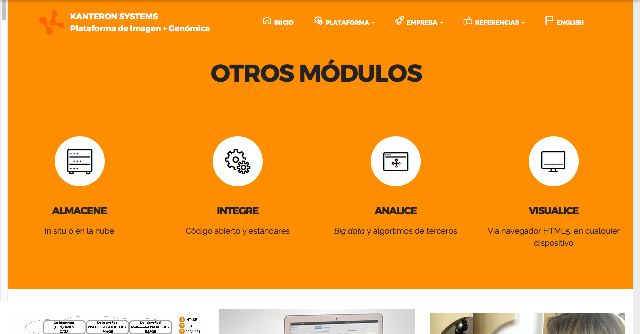 KANTERON SYSTEMS
Plataforma de Imagen + Genómica
INICIO
PLATAFORMA
EMPRESA
REFERENCIAS
ENGLISH
OTROS MÓDULOS
ALMACENE
In situ o en la nube
INTEGRE
Código abierto y estándares
ANALICE
Big data y algortimos de terceros
VISUALICE
Vía navegador HTML5, en cualquier
dispositivo